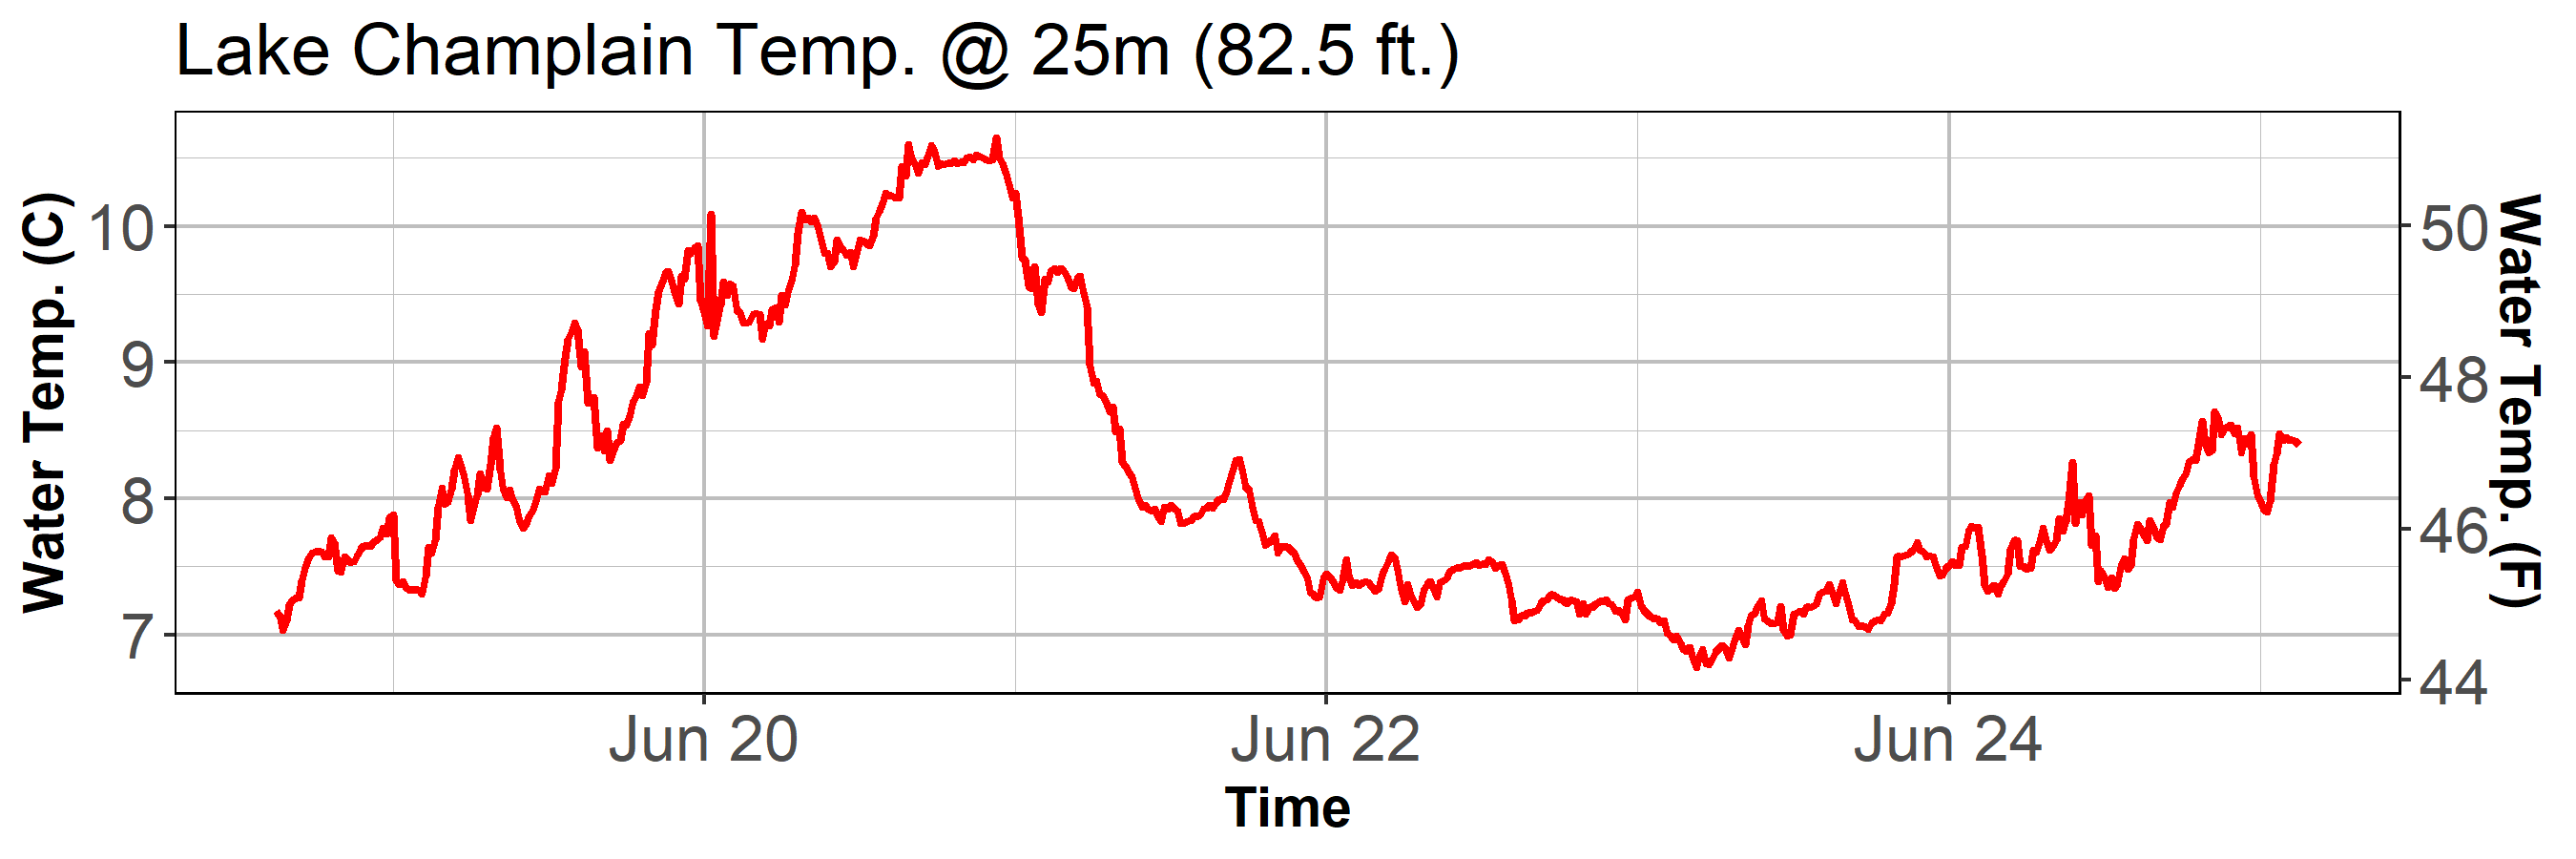 Lake Champlain Temp. @ 25m (82.5 ft.)
Water Temp. (C)
10
9
8
7
50
48
46
44
Water Temp. (F)
Jun 20
Jun 22
Jun 24
Time